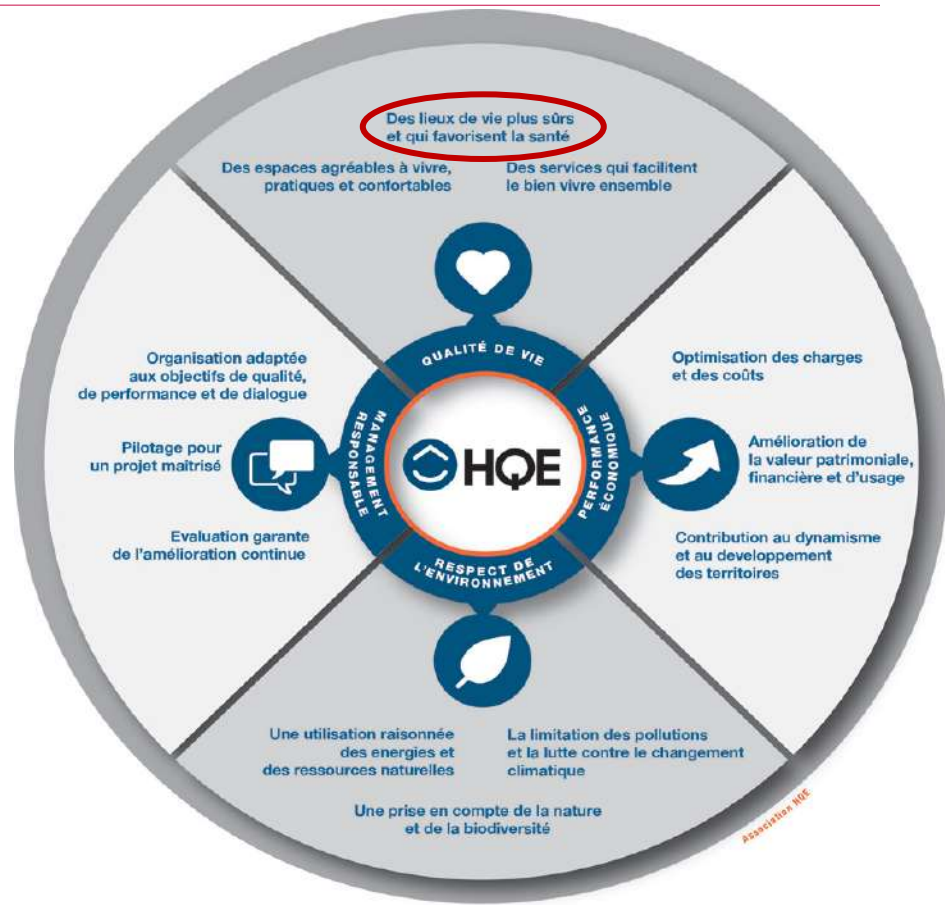 Des lieux de vie plus sûrs
et qui favorisent la santé
Des espaces agréables à vivre,
pratiques et confortables
Des services qui facilitent
le bien vivre ensemble
QUALITÉ DE VIE
Organisation adaptée
aux objectifs de qualité,
de performance et de dialogue
Pilotage pour
un projet maîtrisé
Evaluation garante
de l'amélioration continue
MANAGEMENT
RESPONSABLE
HQE
PERFORMANCE
ÉCONOMIQUE
Optimisation des charges
et des coûts
Amélioration de
la valeur patrimoniale,
financière et d'usage
Contribution au dynamisme
et au developpement
des territoires
RESPECT DE
L'ENVIRONNEMENT
Une utilisation raisonnée
des energies et
des ressources naturelles
La limitation des pollutions
et la lutte contre le changement
climatique
Une prise en compte de la nature
et de la biodiversité
Association HQE